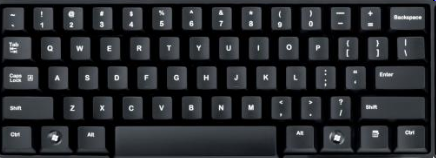 ~ ` ! 1 @ 2 # 3 $ 4 % 5 ^ 6 & 7 * 8 ( 9 ) 0 — + = Backspace
Tab Q W E R T Y U I O P { [ } ] |
Caps Lock A A S D F G H J K L : ; " Enter
Shift Z X C V B N M < , > . ? / Shift
Ctrl Alt Alt Ctrl